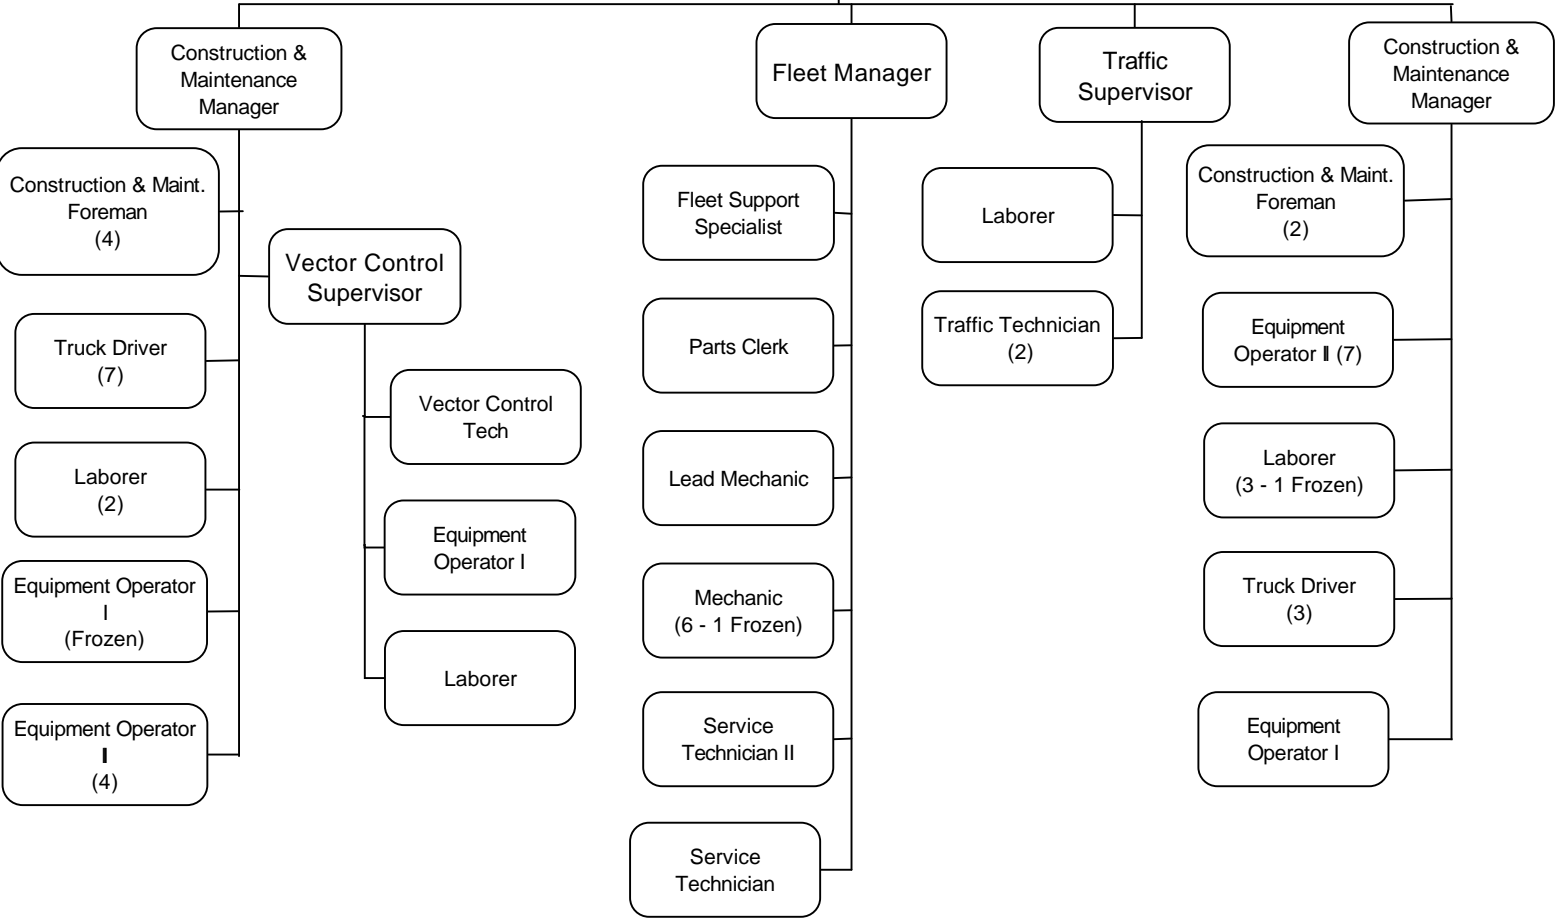 Construction &
Maintenance
Manager
Fleet Manager
Traffic
Supervisor
Construction &
Maintenance
Manager
Construction & Maint.
Foreman
(4)
Vector Control
Supervisor
Truck Driver
(7)
Laborer
(2)
Equipment Operator
I
(Frozen)
Equipment Operator
II
(4)
Vector Control
Tech
Equipment
Operator I
Laborer
Fleet Support
Specialist
Parts Clerk
Lead Mechanic
Mechanic
(6 - 1 Frozen)
Service
Technician II
Service
Technician
Laborer
Traffic Technician
(2)
Construction & Maint.
Foreman
(2)
Equipment
Operator II (7)
Laborer
(3 - 1 Frozen)
Truck Driver
(3)
Equipment
Operator I